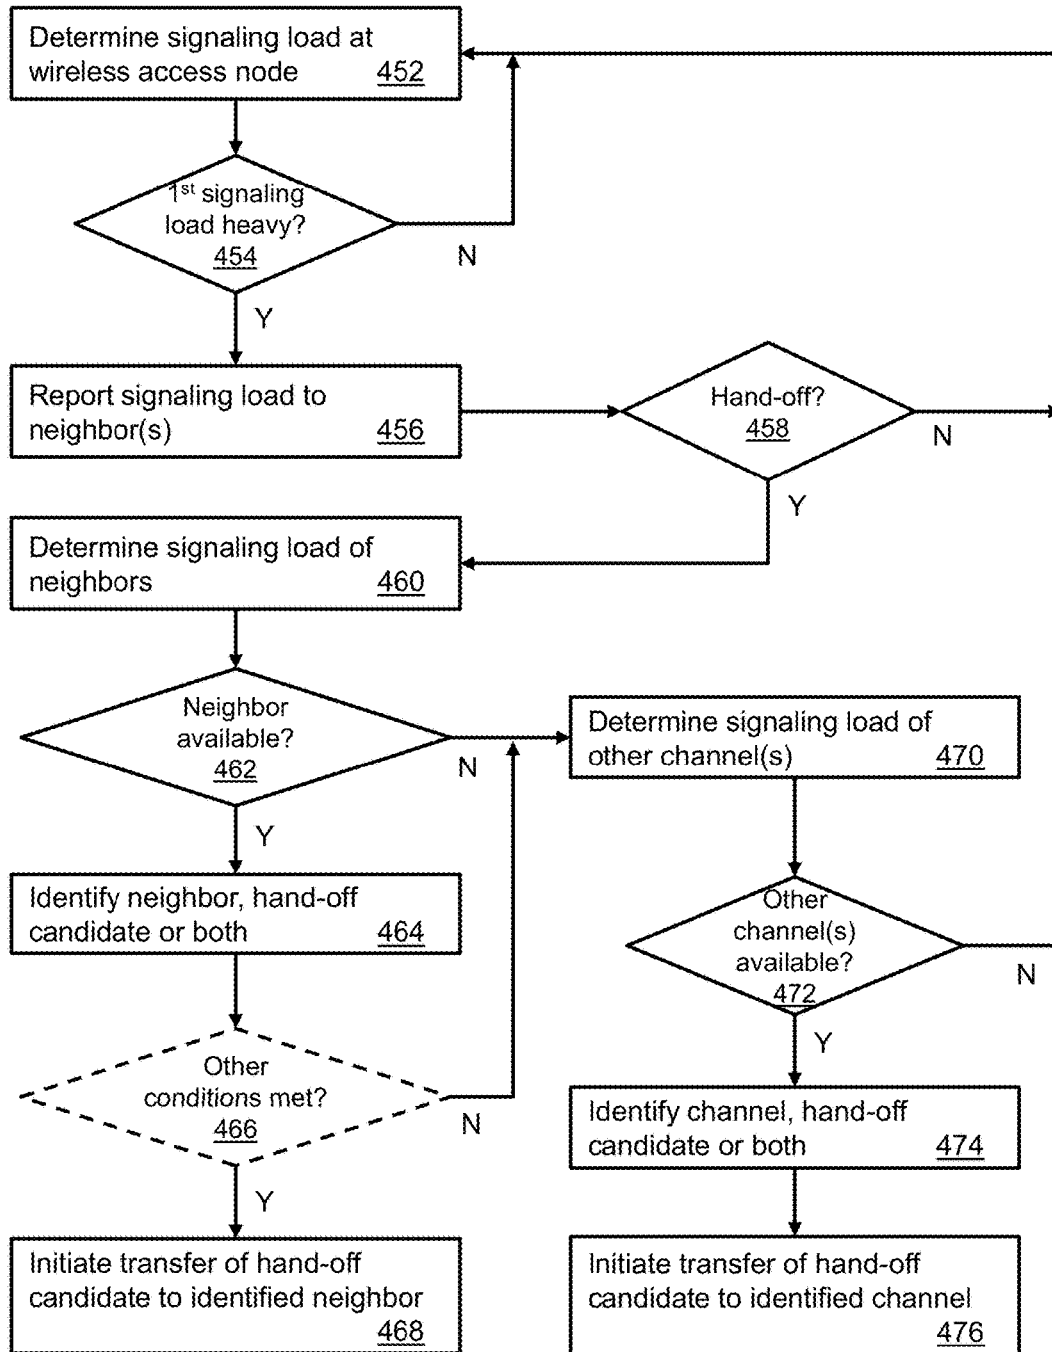 Determine signaling load at
wireless access node 452
1st signaling
load heavy?
454
N
Y
Report signaling load to
neighbor(s) 456
Hand-off?
458
N
Y
Determine signaling load of
neighbors 460
Neighbor
available?
462
N
Y
Determine signaling load of
other channel(s) 470
Identify neighbor, hand-off
candidate or both 464
Other
channel(s)
available?
472
N
Y
Other
conditions met?
466
N
Y
Identify channel, hand-off
candidate or both 474
Initiate transfer of hand-off
candidate to identified neighbor
468
Initiate transfer of hand-off
candidate to identified channel
476